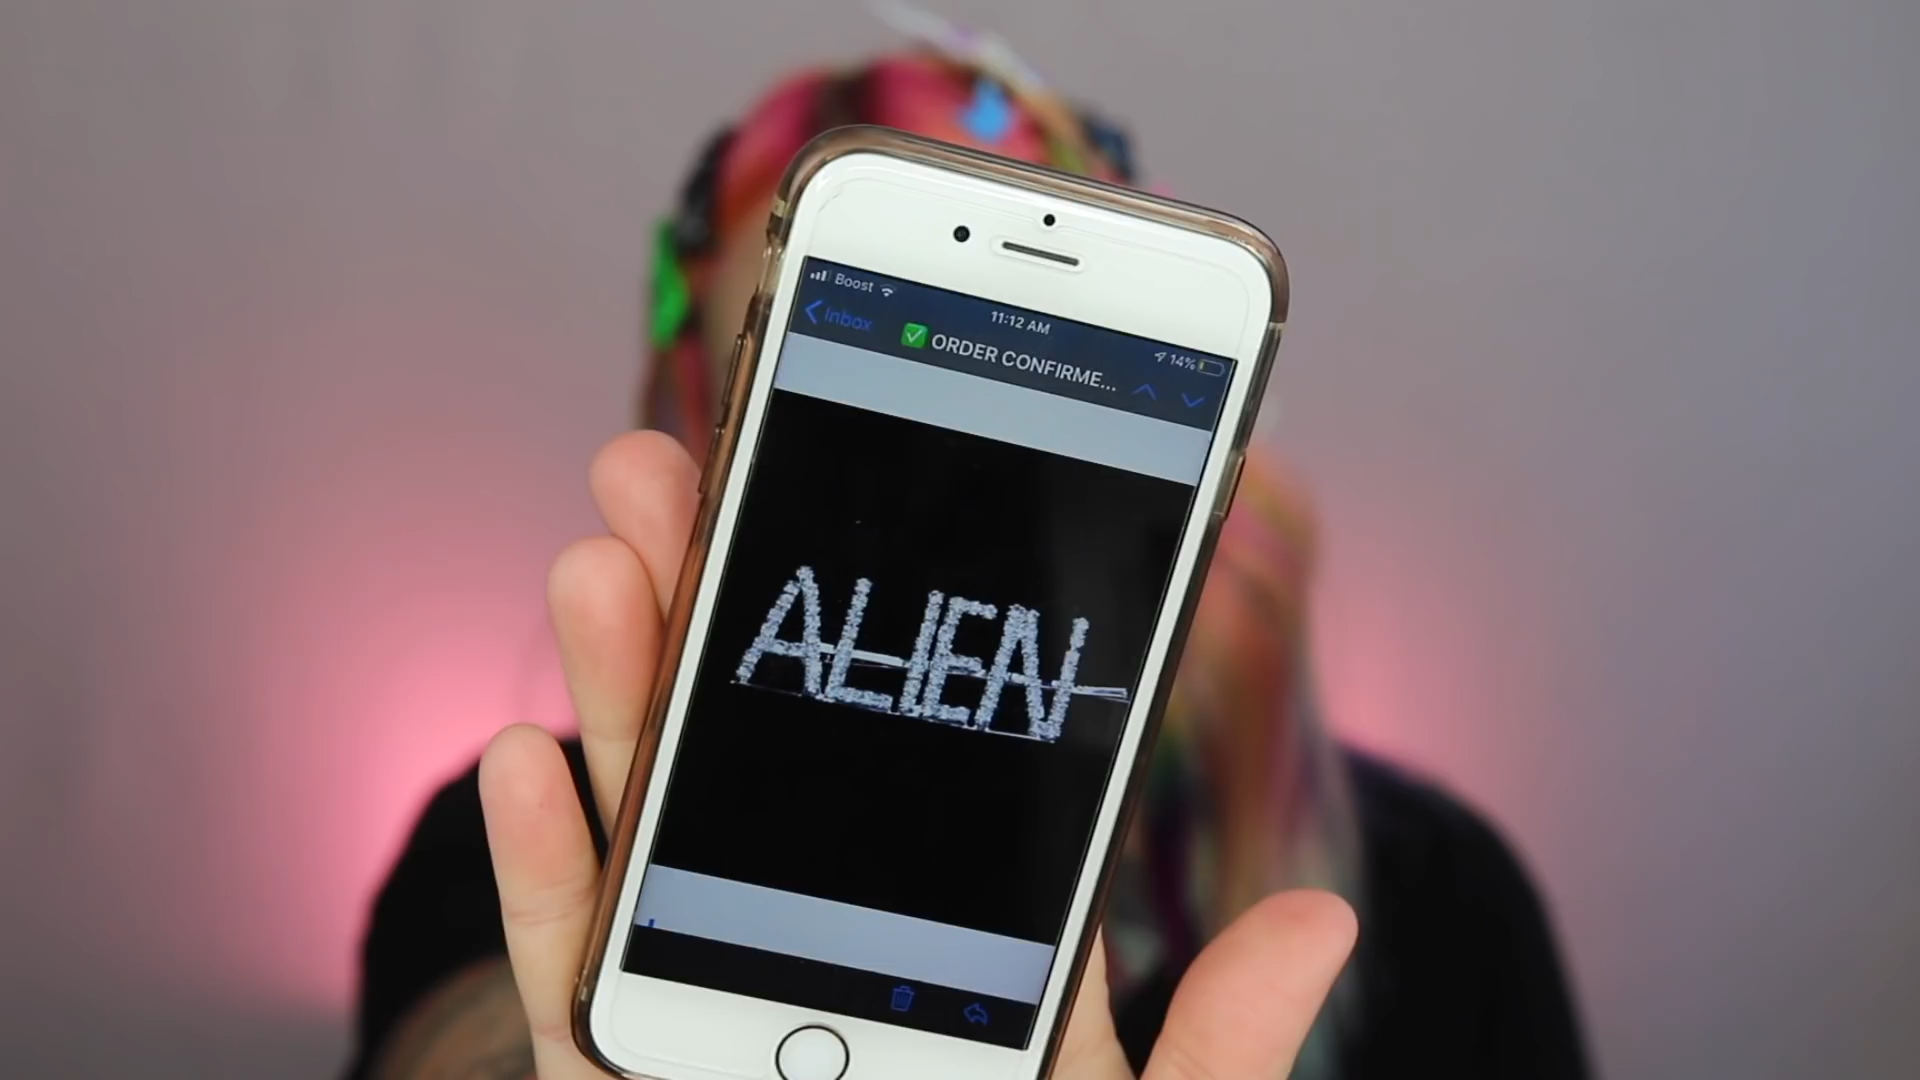 Boost
11:12 AM
14%
Inbox
✅ ORDER CONFIRME...
ALIEN